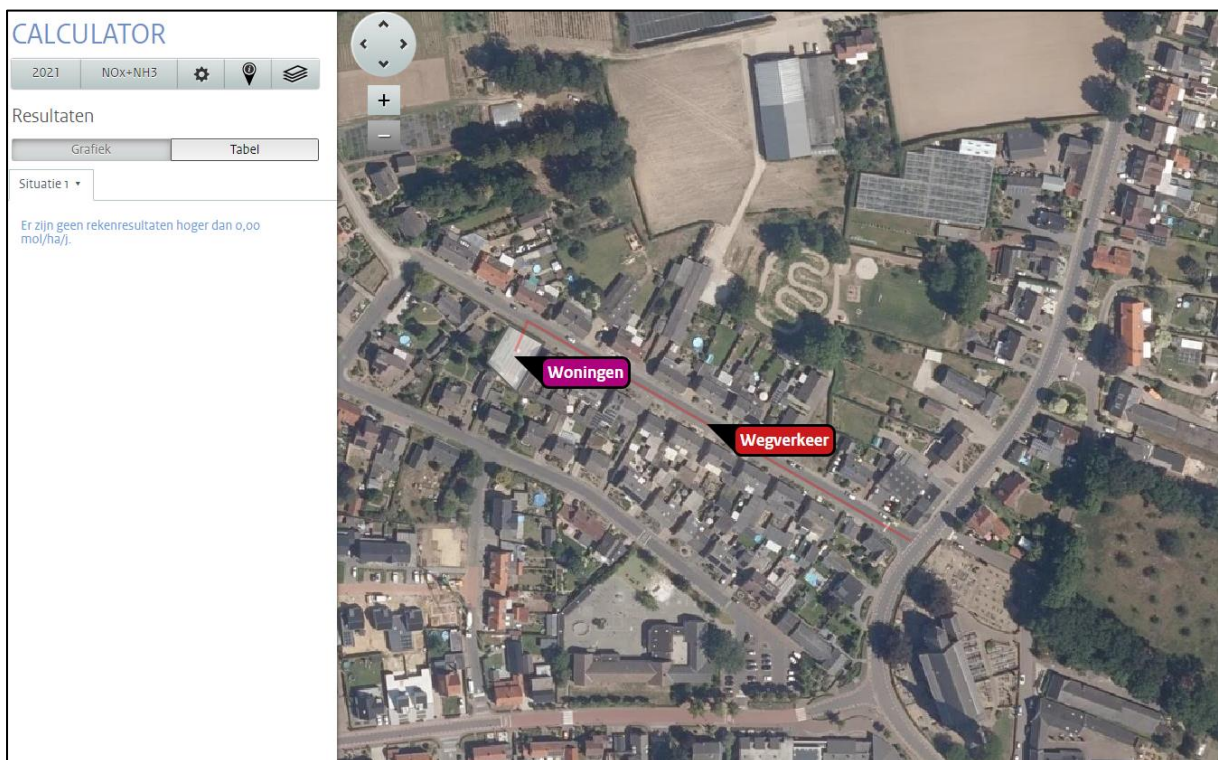 CALCULATOR
2021 NOx+NH3
Resultaten
Grafiek Tabel
Situatie 1
Er zijn geen rekenresultaten hoger dan 0,00
mol/ha/j.
Woningen
Wegverkeer